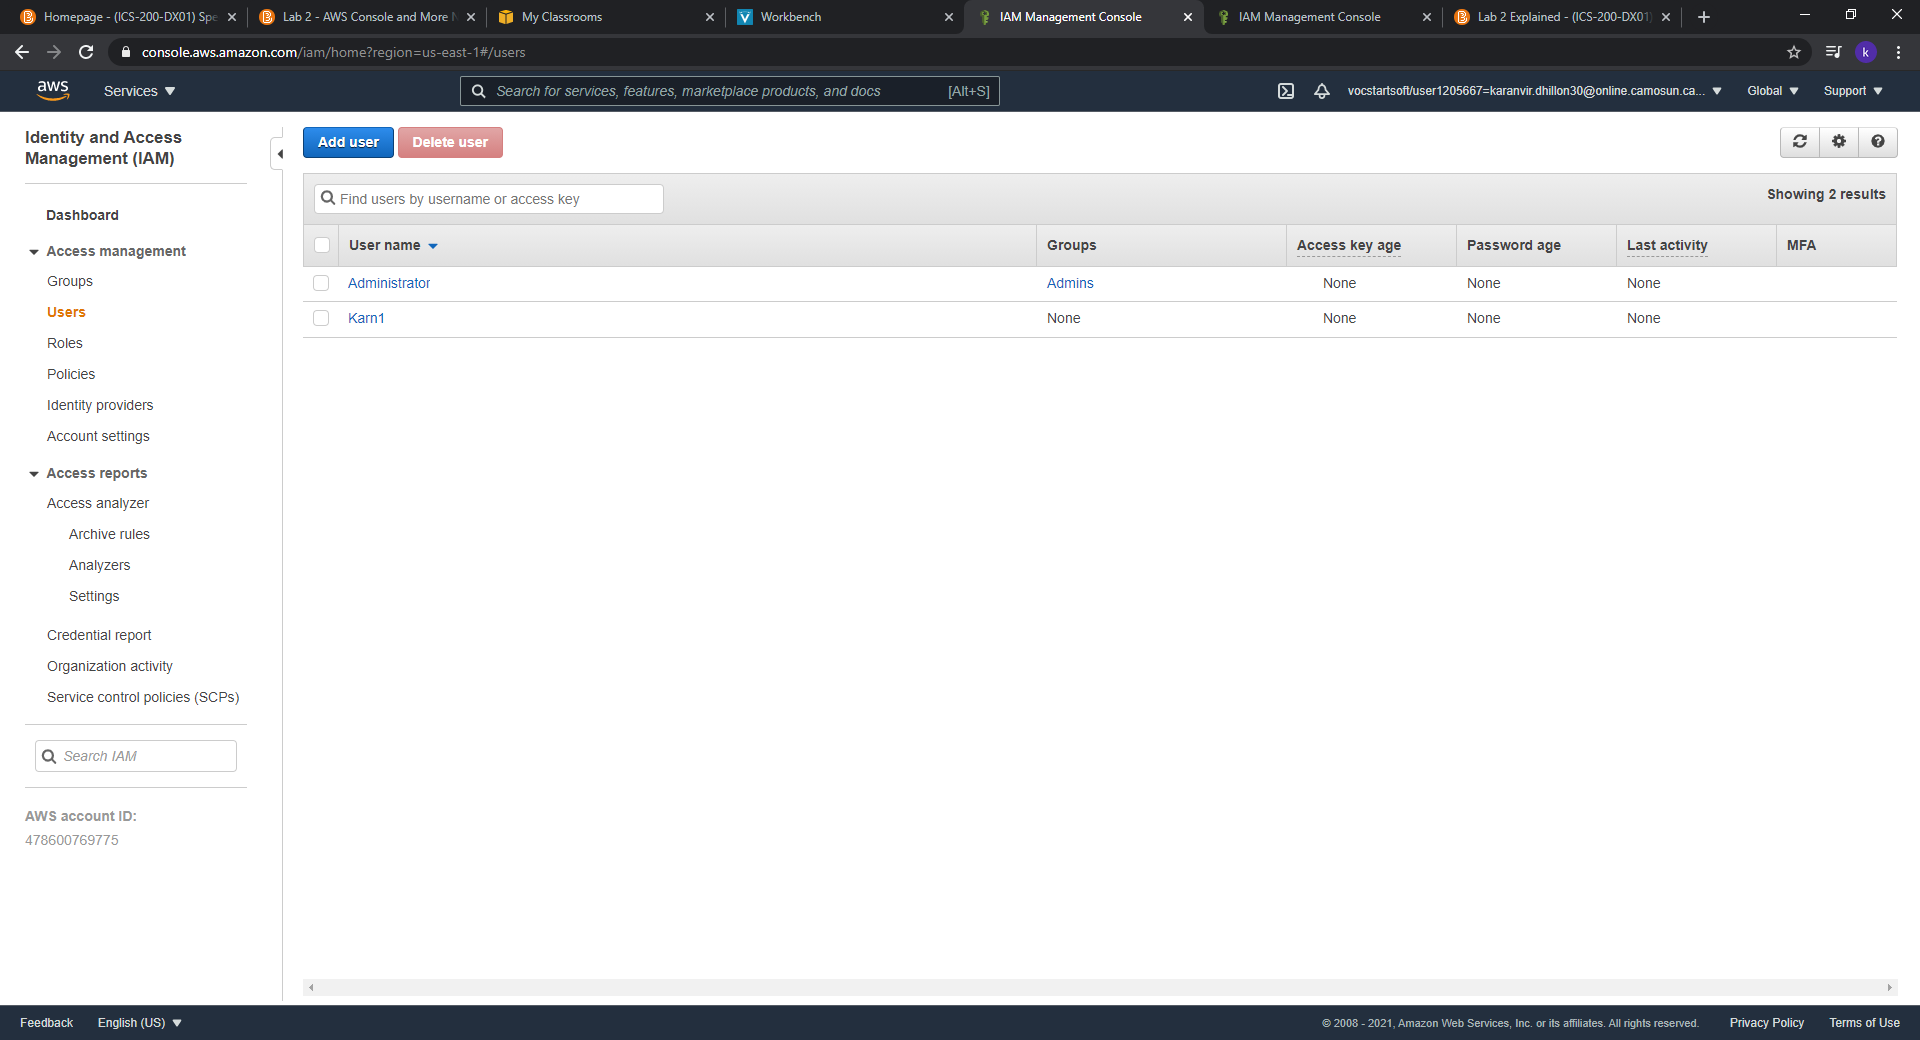 Homepage - (ICS-200-DX01) Spe
Lab 2 - AWS Console and More N
My Classrooms
Workbench
IAM Management Console
IAM Management Console
Lab 2 Explained - (ICS-200-DX01)
console.aws.amazon.com/iam/home?region=us-east-1#/users
k
aws
Services
Search for services, features, marketplace products, and docs
[Alt+S]
vocstartsoft/user1205667=karanvir.dhillon30@online.camosun.ca...
Global
Support
Identity and Access
Management (IAM)
Dashboard
Access management
Groups
Users
Roles
Policies
Identity providers
Account settings
Access reports
Access analyzer
Archive rules
Analyzers
Settings
Credential report
Organization activity
Service control policies (SCPs)
Search IAM
AWS account ID:
478600769775
Add user
Delete user
Find users by username or access key
Showing 2 results
User name Groups Access key age Password age Last activity MFA
Administrator Admins None None None
Karn1 None None None None
Feedback
English (US)
© 2008 - 2021, Amazon Web Services, Inc. or its affiliates. All rights reserved.
Privacy Policy
Terms of Use